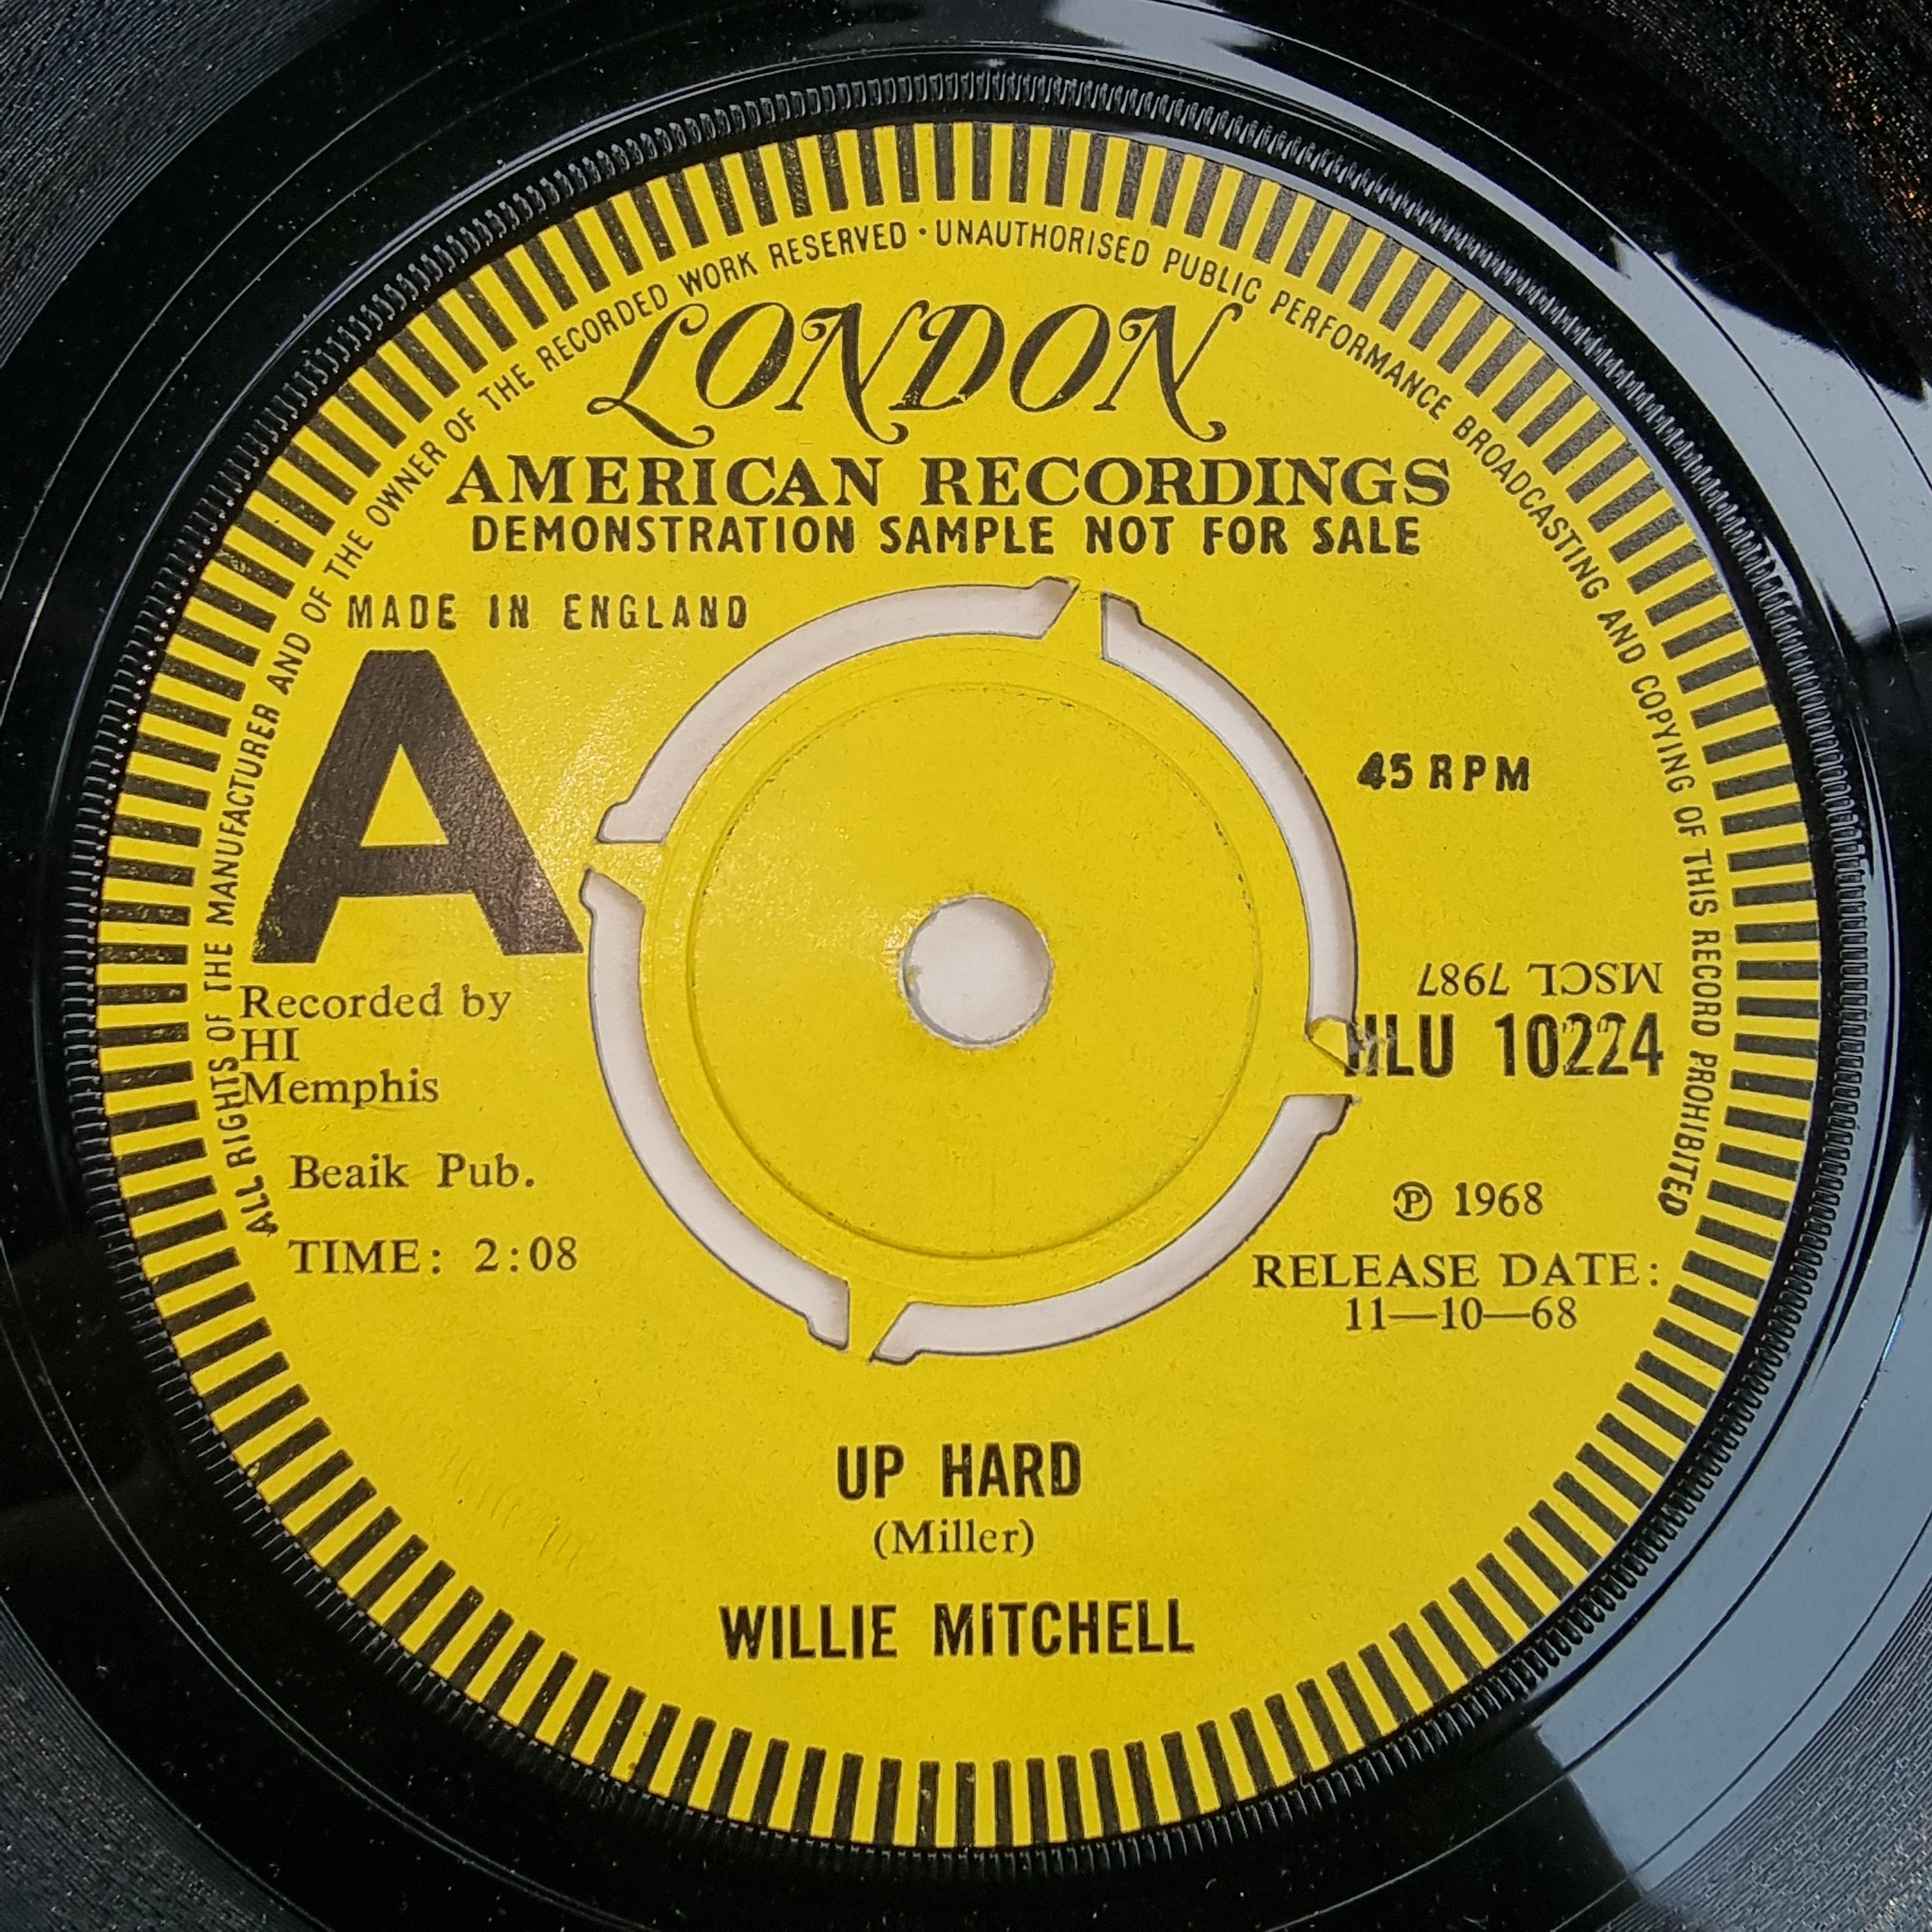 ALL RIGHTS OF THE MANUFACTURER AND OF THE OWNER OF THE RECORDED WORK RESERVED · UNAUTHORISED PUBLIC PERFORMANCE BROADCASTING AND COPYING OF THIS RECORD PROHIBITED
LONDON
AMERICAN RECORDINGS
DEMONSTRATION SAMPLE NOT FOR SALE
MADE IN ENGLAND
A
45 RPM
Recorded by
HI
Memphis
MSCL 7987
HLU 10224
Beaik Pub.
TIME: 2:08
℗ 1968
RELEASE DATE:
11—10—68
UP HARD
(Miller)
WILLIE MITCHELL